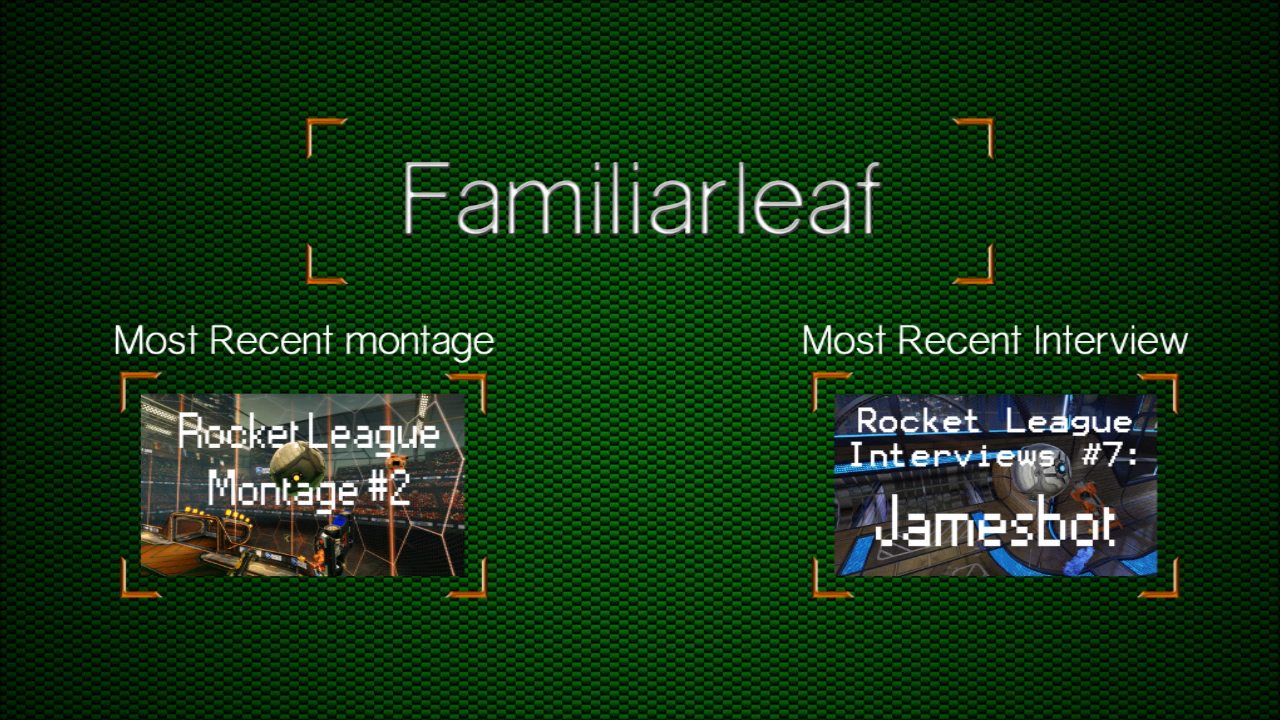 Familiarleaf
Most Recent montage
Most Recent Interview
Rocket League
Montage #2
Rocket League
Interviews #7:
Jamesbot